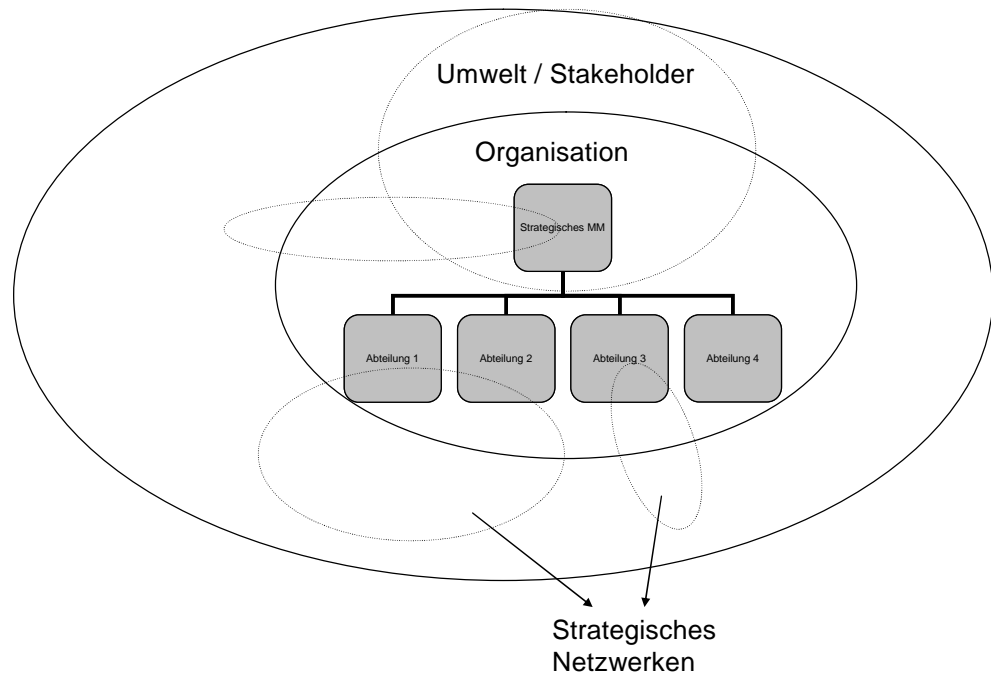 Umwelt / Stakeholder
Organisation
Strategisches MM
Abteilung 1
Abteilung 2
Abteilung 3
Abteilung 4
Strategisches
Netzwerken